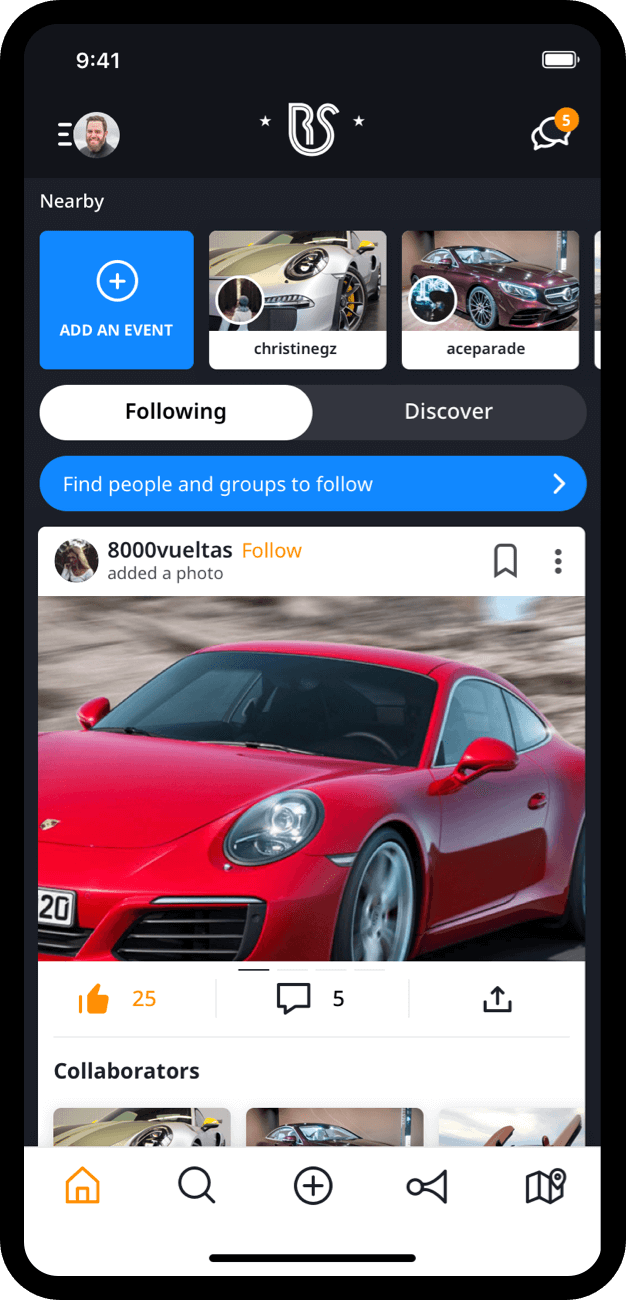 9:41
5
RS
Nearby
ADD AN EVENT
christinegz
aceparade
Following
Discover
Find people and groups to follow
8000vueltas Follow
added a photo
20
25
5
Collaborators